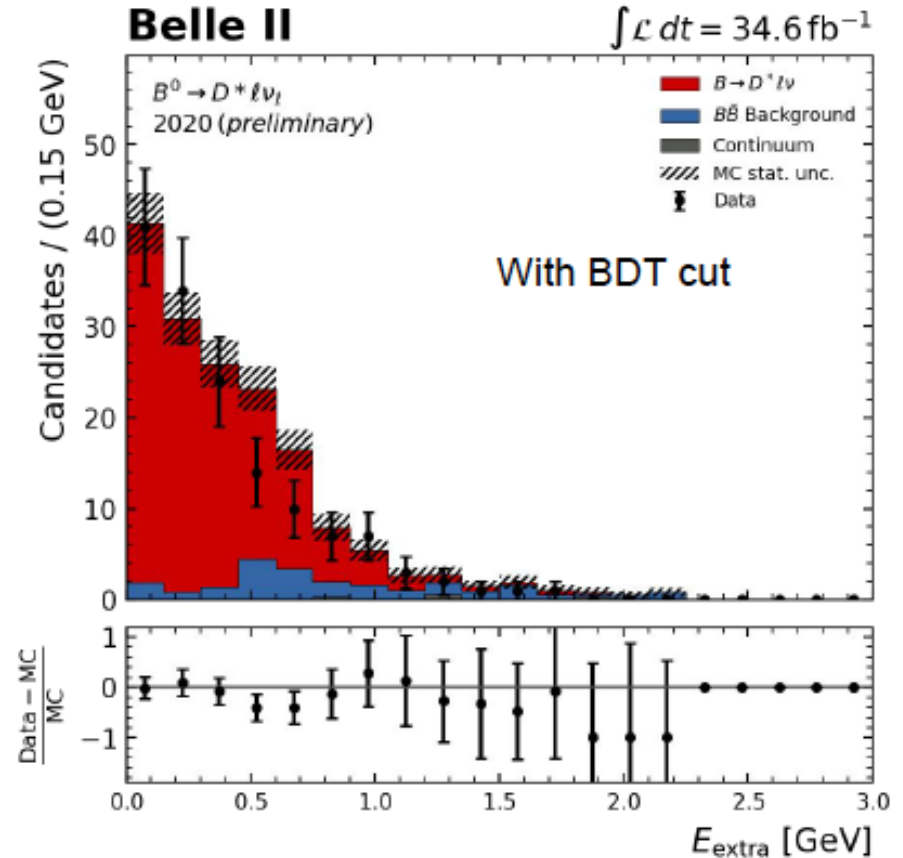 Belle II
∫ℒ dt = 34.6 fb⁻¹
B⁰ → D*ℓν_ℓ
2020 (preliminary)
B → D*ℓν
BB̄ Background
Continuum
MC stat. unc.
Data
With BDT cut
Candidates / (0.15 GeV)
50
40
30
20
10
0
Data − MC
MC
1
0
−1
0.0 0.5 1.0 1.5 2.0 2.5 3.0
E_extra [GeV]